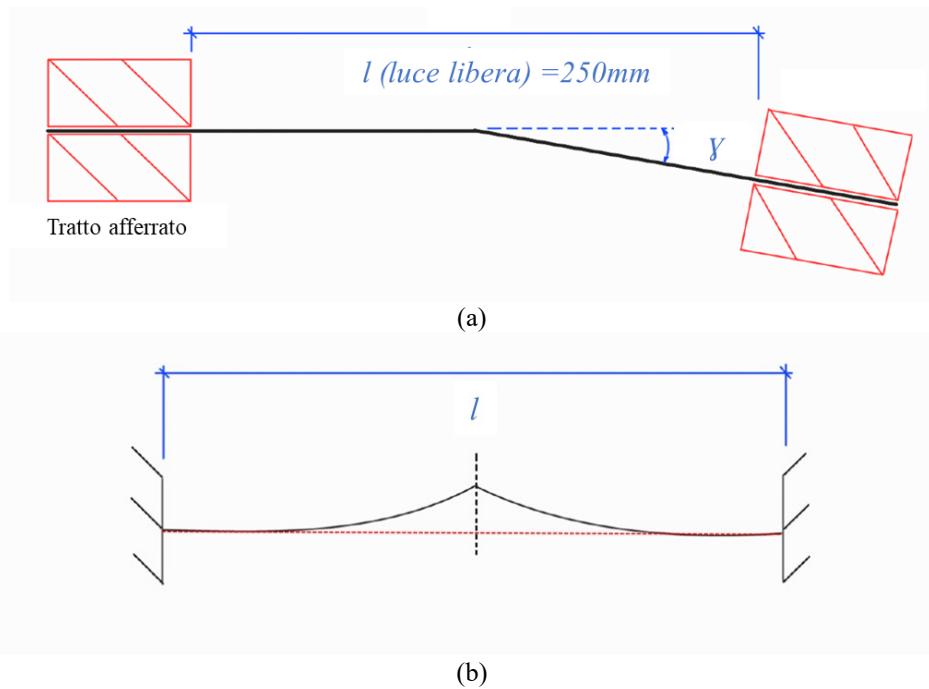 l (luce libera) =250mm
γ
Tratto afferrato
(a)
l
(b)